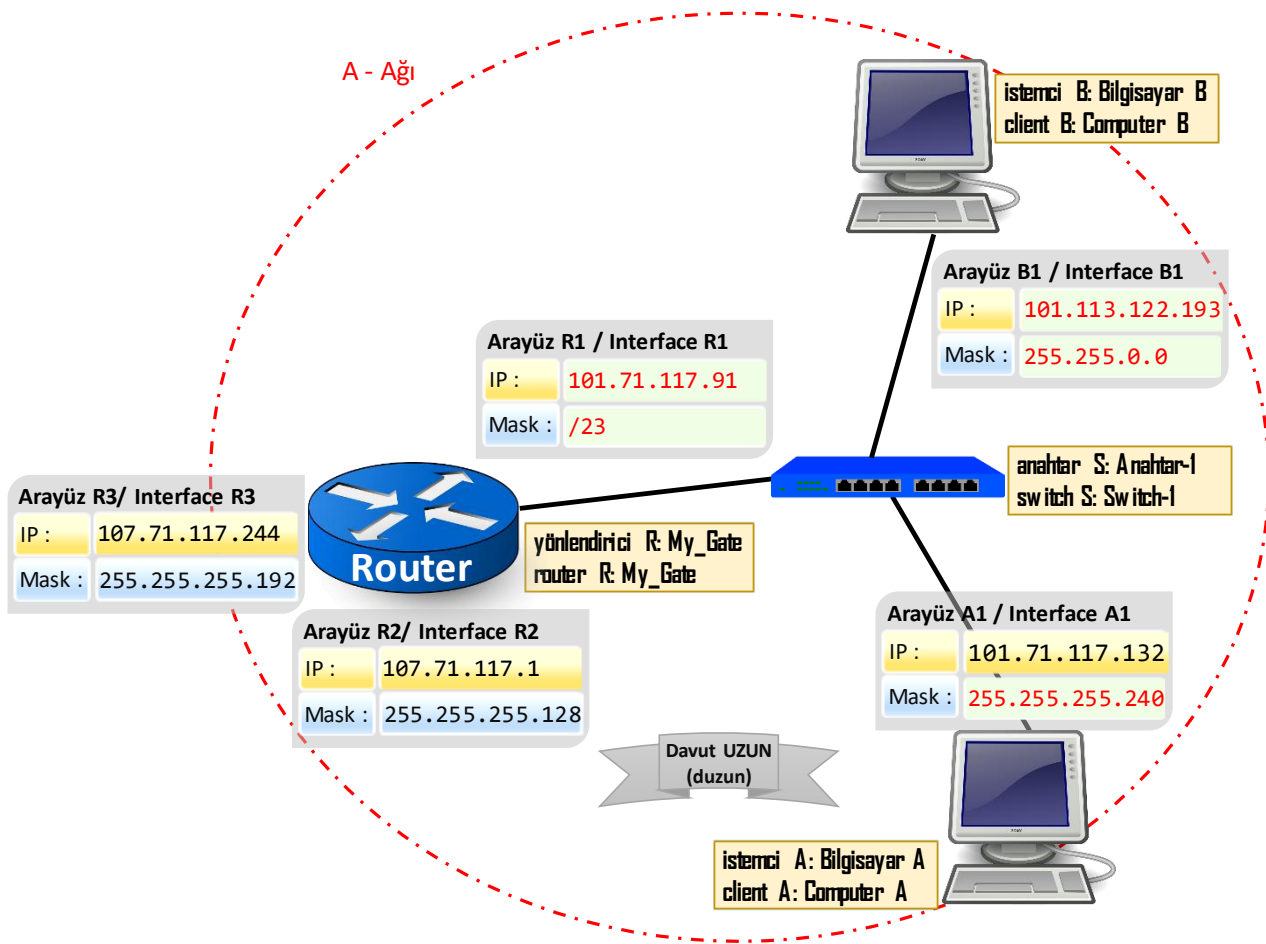 A - Ağı
istemci B: Bilgisayar B
client B: Computer B
Arayüz B1 / Interface B1
IP : 101.113.122.193
Mask : 255.255.0.0
Arayüz R1 / Interface R1
IP : 101.71.117.91
Mask : /23
anahtar S: Anahtar-1
switch S: Switch-1
Arayüz R3/ Interface R3
IP : 107.71.117.244
Mask : 255.255.255.192
Router
yönlendirici R: My_Gate
router R: My_Gate
Arayüz R2/ Interface R2
IP : 107.71.117.1
Mask : 255.255.255.128
Arayüz A1 / Interface A1
IP : 101.71.117.132
Mask : 255.255.255.240
Davut UZUN
(duzun)
istemci A: Bilgisayar A
client A: Computer A